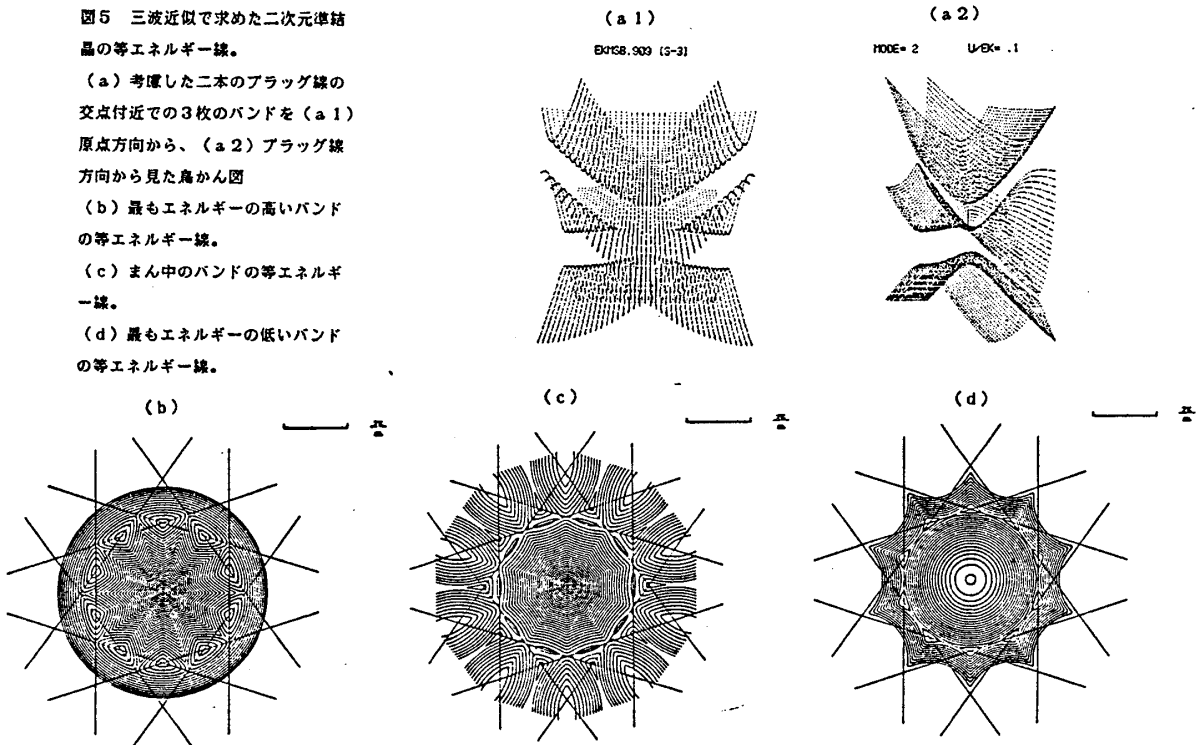 図5 三波近似で求めた二次元準結
晶の等エネルギー線。
(a)考慮した二本のブラッグ線の
交点付近での3枚のバンドを(a1)
原点方向から、(a2)ブラッグ線
方向から見た鳥かん図
(b)最もエネルギーの高いバンド
の等エネルギー線。
(c)まん中のバンドの等エネルギ
ー線。
(d)最もエネルギーの低いバンド
の等エネルギー線。
(a1)
EKMSB.903 [S-3]
(a2)
MODE= 2 U/EK= .1
(b)
π/a
(c)
π/a
(d)
π/a